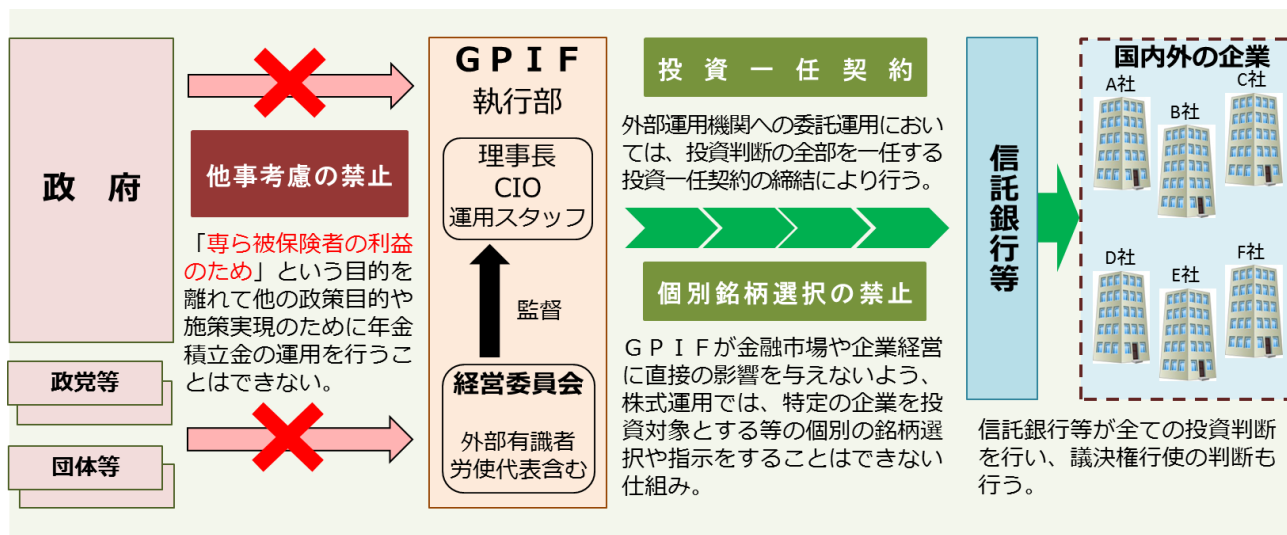 政　府
政党等
団体等
他事考慮の禁止
「専ら被保険者の利益
のため」という目的を
離れて他の政策目的や
施策実現のために年金
積立金の運用を行うこ
とはできない。
ＧＰＩＦ
執行部
理事長
CIO
運用スタッフ
監督
経営委員会
外部有識者
労使代表含む
投資一任契約
外部運用機関への委託運用におい
ては、投資判断の全部を一任する
投資一任契約の締結により行う。
個別銘柄選択の禁止
ＧＰＩＦが金融市場や企業経営
に直接の影響を与えないよう、
株式運用では、特定の企業を投
資対象とする等の個別の銘柄選
択や指示をすることはできない
仕組み。
信託銀行等
国内外の企業
A社
B社
C社
D社
E社
F社
信託銀行等が全ての投資判断
を行い、議決権行使の判断も
行う。